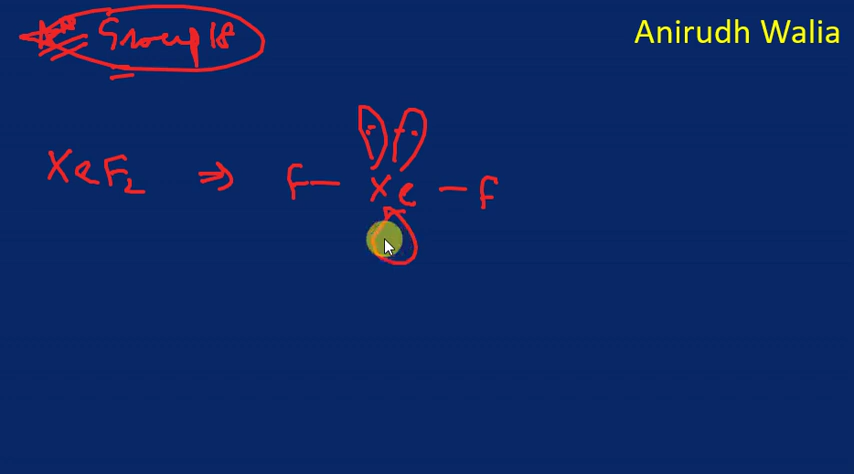 Group 18
Anirudh Walia
XeF₂ ⇒ F — Xe — F